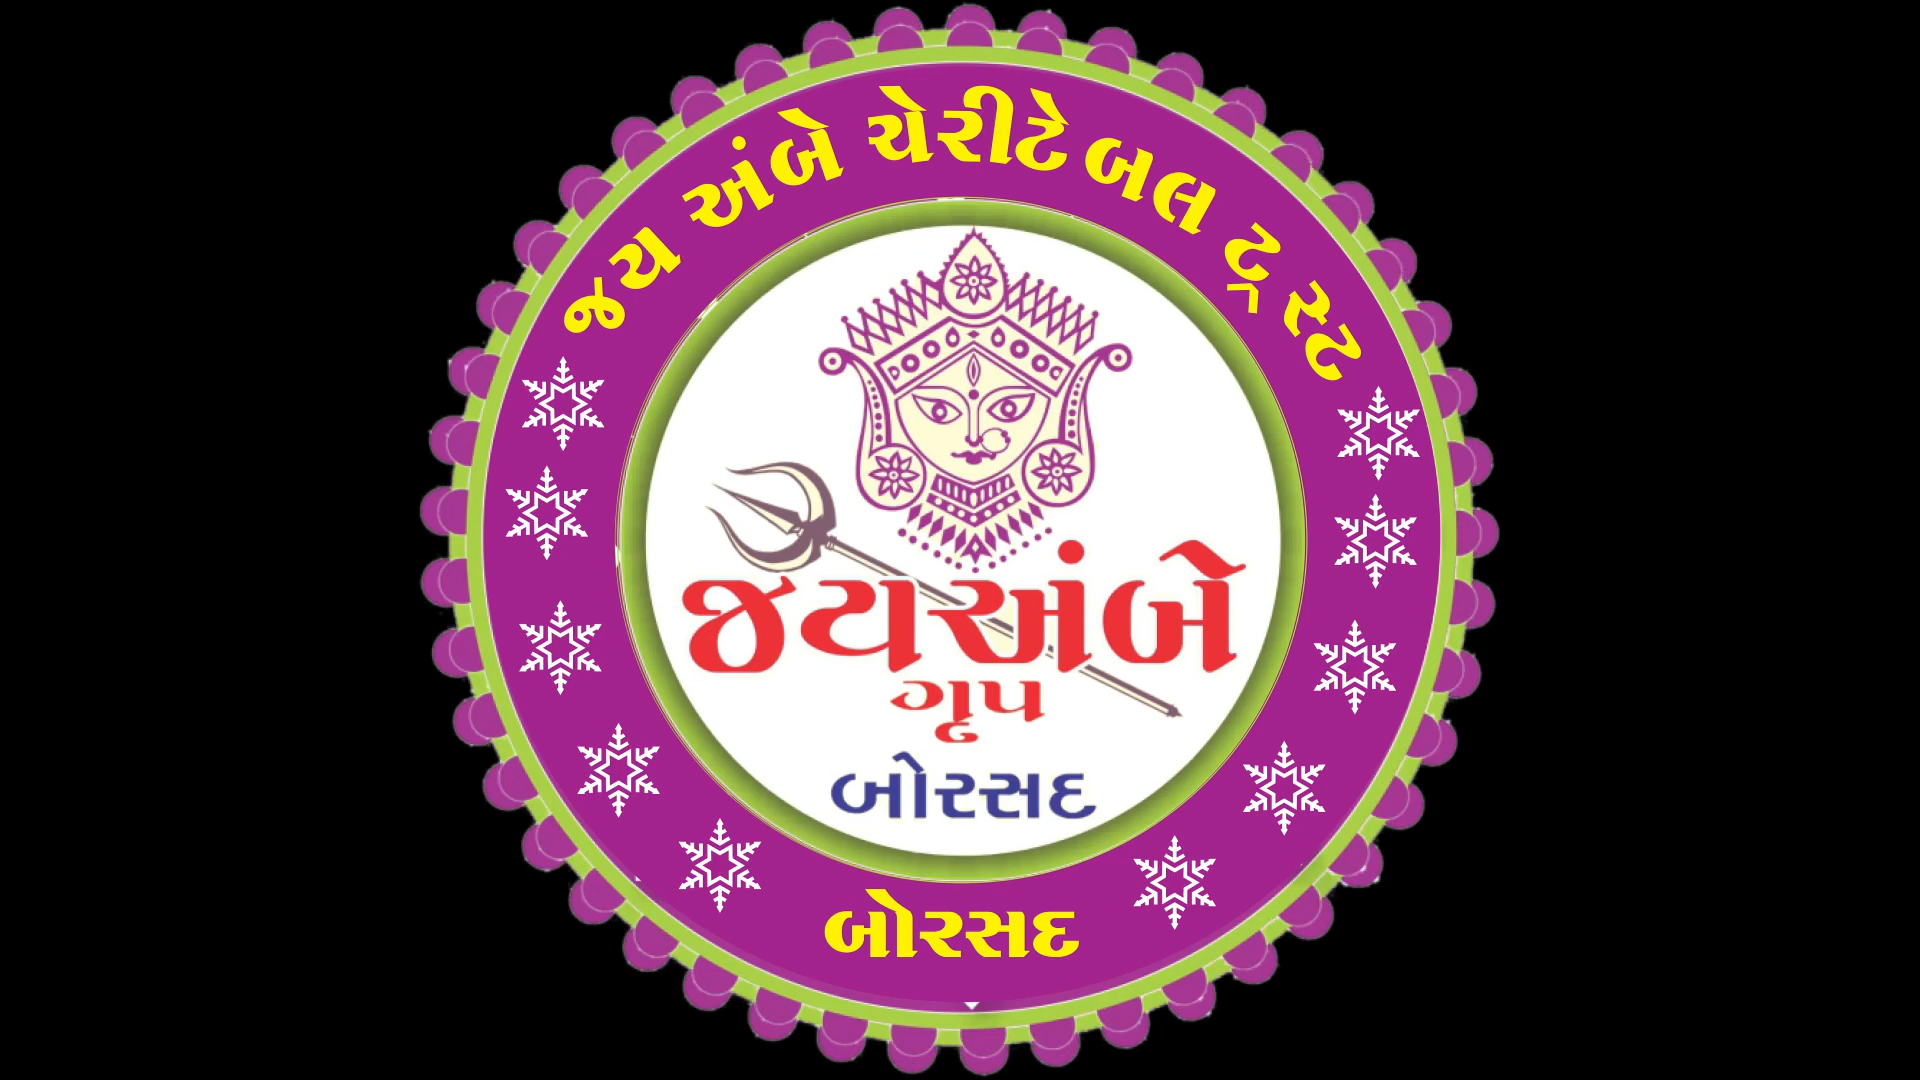 જય અંબે ચેરીટેબલ ટ્રસ્ટ
જયઅંબે
ગૃપ
બોરસદ
બોરસદ